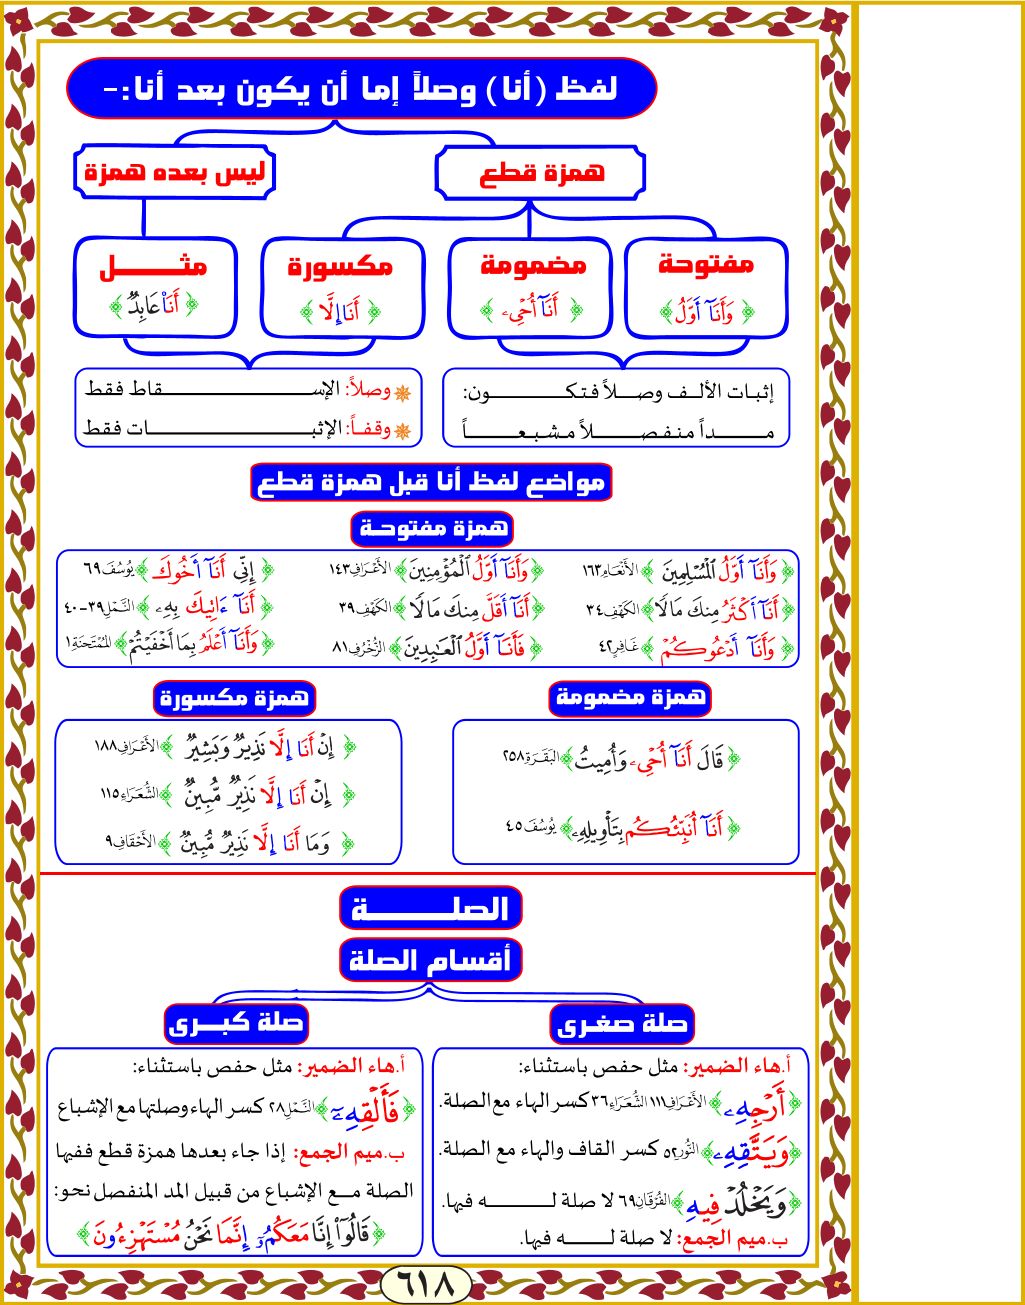 لفظ (أنا) وصلاً إما أن يكون بعد أنا:-
همزة قطع
ليس بعده همزة
مفتوحة
﴿وَأَنَآ أَوَّلُ﴾
مضمومة
﴿أَنَآ أُحْيِۦ﴾
مكسورة
﴿أَنَا۠ إِلَّا﴾
مثـــل
﴿أَنَا۠ عَابِدٌ﴾
إثبات الألف وصلاً فتكون:
مداً منفصلاً مشبعاً
وصلاً: الإسقاط فقط
وقفاً: الإثبات فقط
مواضع لفظ أنا قبل همزة قطع
همزة مفتوحة
﴿وَأَنَآ أَوَّلُ الْمُسْلِمِينَ﴾ الأنعام١٦٣ ﴿وَأَنَآ أَوَّلُ الْمُؤْمِنِينَ﴾ الأعراف١٤٣ ﴿إِنِّي أَنَآ أَخُوكَ﴾ يوسف٦٩
﴿أَنَآ أَكْثَرُ مِنكَ مَالًا﴾ الكهف٣٤ ﴿أَنَآ أَقَلَّ مِنكَ مَالًا﴾ الكهف٣٩ ﴿أَنَآ ءَاتِيكَ بِهِۦ﴾ النمل٣٩-٤٠
﴿وَأَنَآ أَدْعُوكُمْ﴾ غافر٤٢ ﴿فَأَنَآ أَوَّلُ الْعَٰبِدِينَ﴾ الزخرف٨١ ﴿وَأَنَآ أَعْلَمُ بِمَا أَخْفَيْتُمْ﴾ الممتحنة١
همزة مضمومة
﴿قَالَ أَنَآ أُحْيِۦ وَأُمِيتُ﴾ البقرة٢٥٨
﴿أَنَآ أُنَبِّئُكُم بِتَأْوِيلِهِۦ﴾ يوسف٤٥
همزة مكسورة
﴿إِنْ أَنَا إِلَّا نَذِيرٌ وَبَشِيرٌ﴾ الأعراف١٨٨
﴿إِنْ أَنَا إِلَّا نَذِيرٌ مُّبِينٌ﴾ الشعراء١١٥
﴿وَمَا أَنَا إِلَّا نَذِيرٌ مُّبِينٌ﴾ الأحقاف٩
الصلـــة
أقسام الصلة
صلة صغرى
أ.هاء الضمير: مثل حفص باستثناء:
﴿أَرْجِهِۦ﴾ الأعراف١١١ الشعراء٣٦ كسر الهاء مع الصلة.
﴿وَيَتَّقِهِۦ﴾ النور٥٢ كسر القاف والهاء مع الصلة.
﴿وَيَخْلُدْ فِيهِ﴾ الفرقان٦٩ لا صلة لـــه فيها.
ب.ميم الجمع: لا صلة لـــه فيها.
صلة كبرى
أ.هاء الضمير: مثل حفص باستثناء:
﴿فَأَلْقِهِۦٓ﴾ النمل٢٨ كسر الهاء وصلتها مع الإشباع
ب.ميم الجمع: إذا جاء بعدها همزة قطع ففيها
الصلة مـع الإشباع من قبيل المد المنفصل نحو:
﴿قَالُوٓاْ إِنَّا مَعَكُمُۥٓ إِنَّمَا نَحْنُ مُسْتَهْزِءُونَ﴾
٦١٨